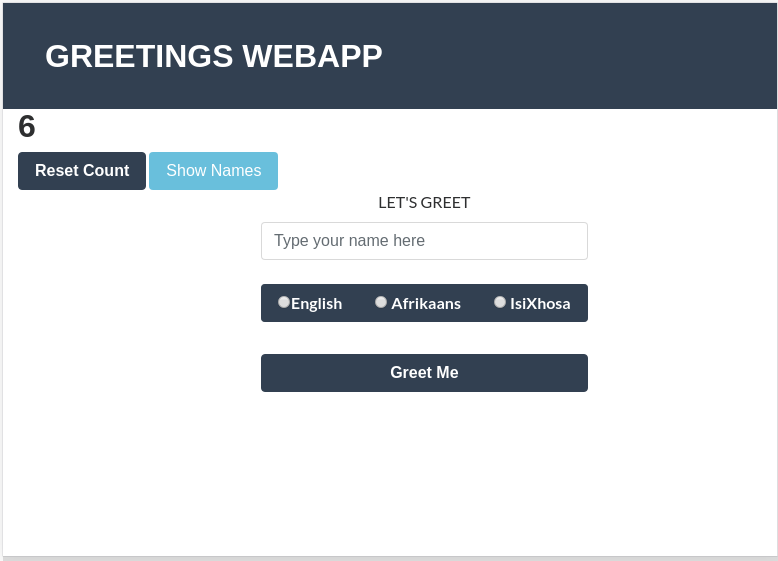 GREETINGS WEBAPP
6
Reset Count Show Names
LET'S GREET
Type your name here
English Afrikaans IsiXhosa
Greet Me